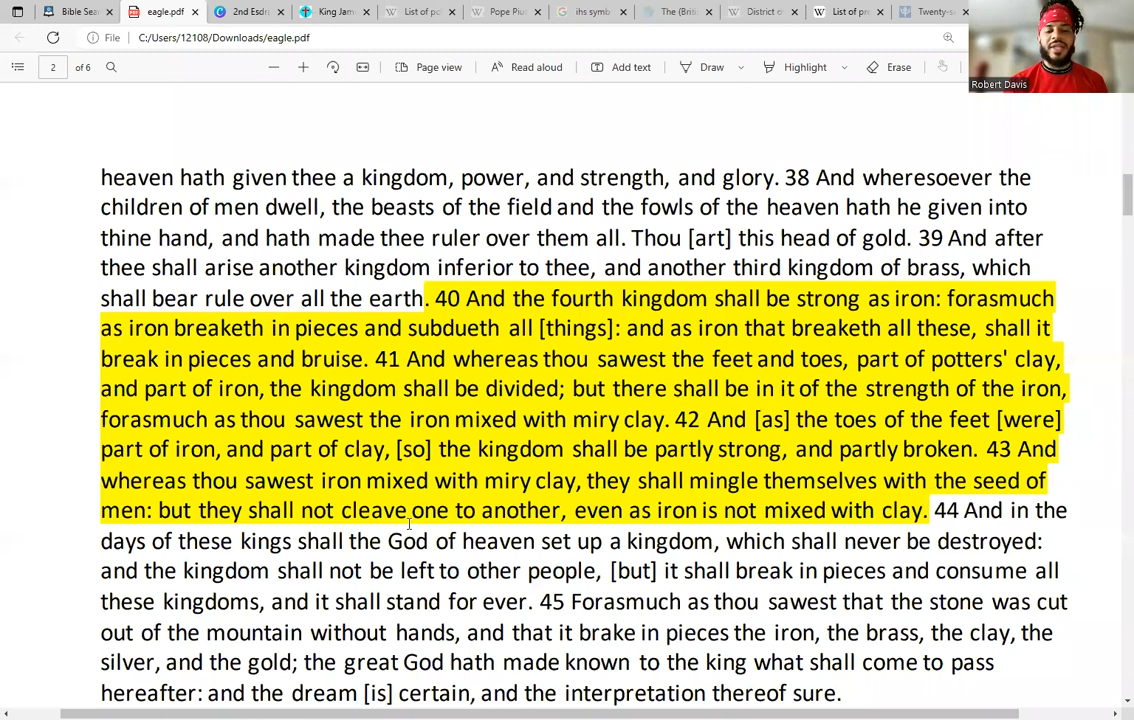 Bible Sear
eagle.pdf
2nd Esdr
King Jam
List of po
Pope Piu
ihs symb
The (Briti
District o
List of pre
Twenty-s
File
C:/Users/12108/Downloads/eagle.pdf
2 of 6
Page view
Read aloud
Add text
Draw
Highlight
Erase
Robert Davis
heaven hath given thee a kingdom, power, and strength, and glory. 38 And wheresoever the
children of men dwell, the beasts of the field and the fowls of the heaven hath he given into
thine hand, and hath made thee ruler over them all. Thou [art] this head of gold. 39 And after
thee shall arise another kingdom inferior to thee, and another third kingdom of brass, which
shall bear rule over all the earth. 40 And the fourth kingdom shall be strong as iron: forasmuch
as iron breaketh in pieces and subdueth all [things]: and as iron that breaketh all these, shall it
break in pieces and bruise. 41 And whereas thou sawest the feet and toes, part of potters' clay,
and part of iron, the kingdom shall be divided; but there shall be in it of the strength of the iron,
forasmuch as thou sawest the iron mixed with miry clay. 42 And [as] the toes of the feet [were]
part of iron, and part of clay, [so] the kingdom shall be partly strong, and partly broken. 43 And
whereas thou sawest iron mixed with miry clay, they shall mingle themselves with the seed of
men: but they shall not cleave one to another, even as iron is not mixed with clay. 44 And in the
days of these kings shall the God of heaven set up a kingdom, which shall never be destroyed:
and the kingdom shall not be left to other people, [but] it shall break in pieces and consume all
these kingdoms, and it shall stand for ever. 45 Forasmuch as thou sawest that the stone was cut
out of the mountain without hands, and that it brake in pieces the iron, the brass, the clay, the
silver, and the gold; the great God hath made known to the king what shall come to pass
hereafter: and the dream [is] certain, and the interpretation thereof sure.